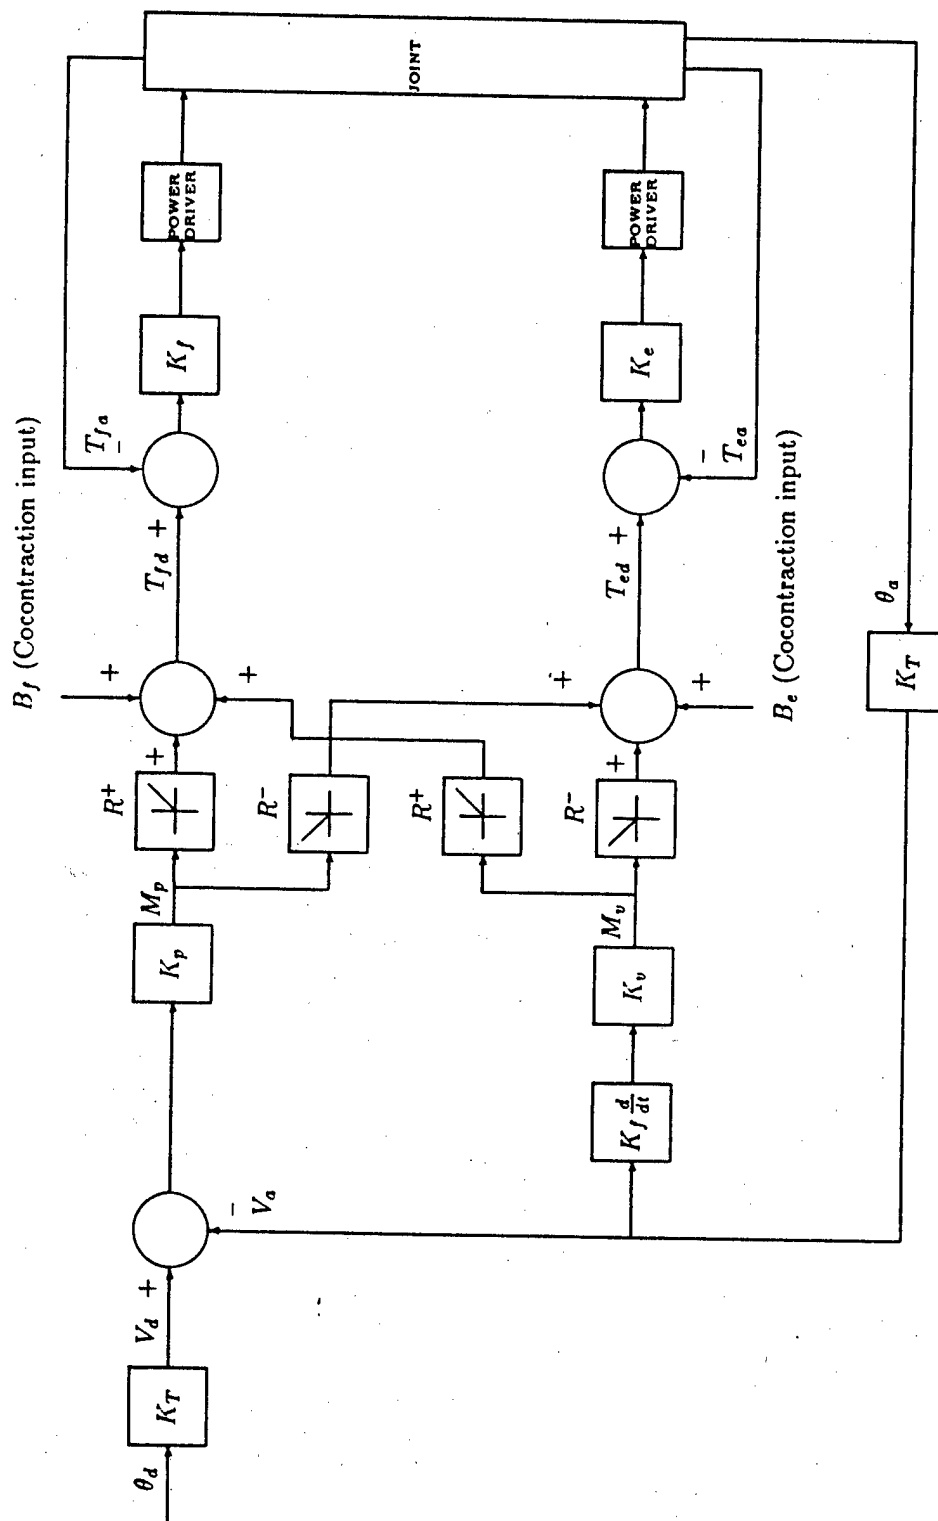 θ_d
K_T
V_d +
−
V_a
K_p
M_p
R⁺
+
R⁻
B_f (Cocontraction input)
+
+
T_fd +
T_fa
−
K_f
POWER
DRIVER
JOINT
K_f d/dt
K_v
M_v
R⁺
R⁻
+
+
+
B_e (Cocontraction input)
T_ed +
−
T_ea
K_e
POWER
DRIVER
θ_a
K_T